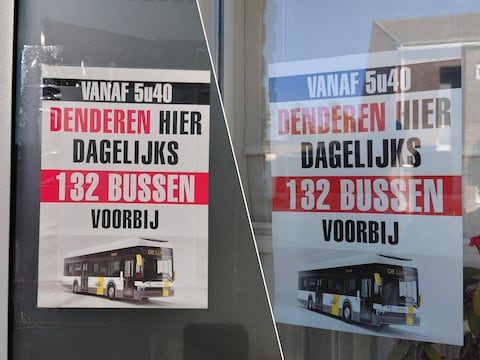 VANAF 5u40
DENDEREN HIER
DAGELIJKS
132 BUSSEN
VOORBIJ
VANAF 5u40
DENDEREN HIER
DAGELIJKS
132 BUSSEN
VOORBIJ